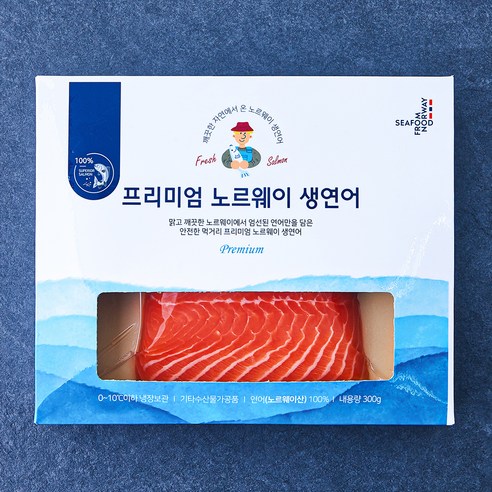 깨끗한 자연에서 온 노르웨이 생연어
Fresh Salmon
100%
SUPERIOR
SALMON
SEAFOOD
FROM
NORWAY
프리미엄 노르웨이 생연어
맑고 깨끗한 노르웨이에서 엄선된 연어만을 담은
안전한 먹거리 프리미엄 노르웨이 생연어
Premium
0~10℃이하 냉장보관 | 기타수산물가공품 | 연어(노르웨이산) 100% | 내용량 300g